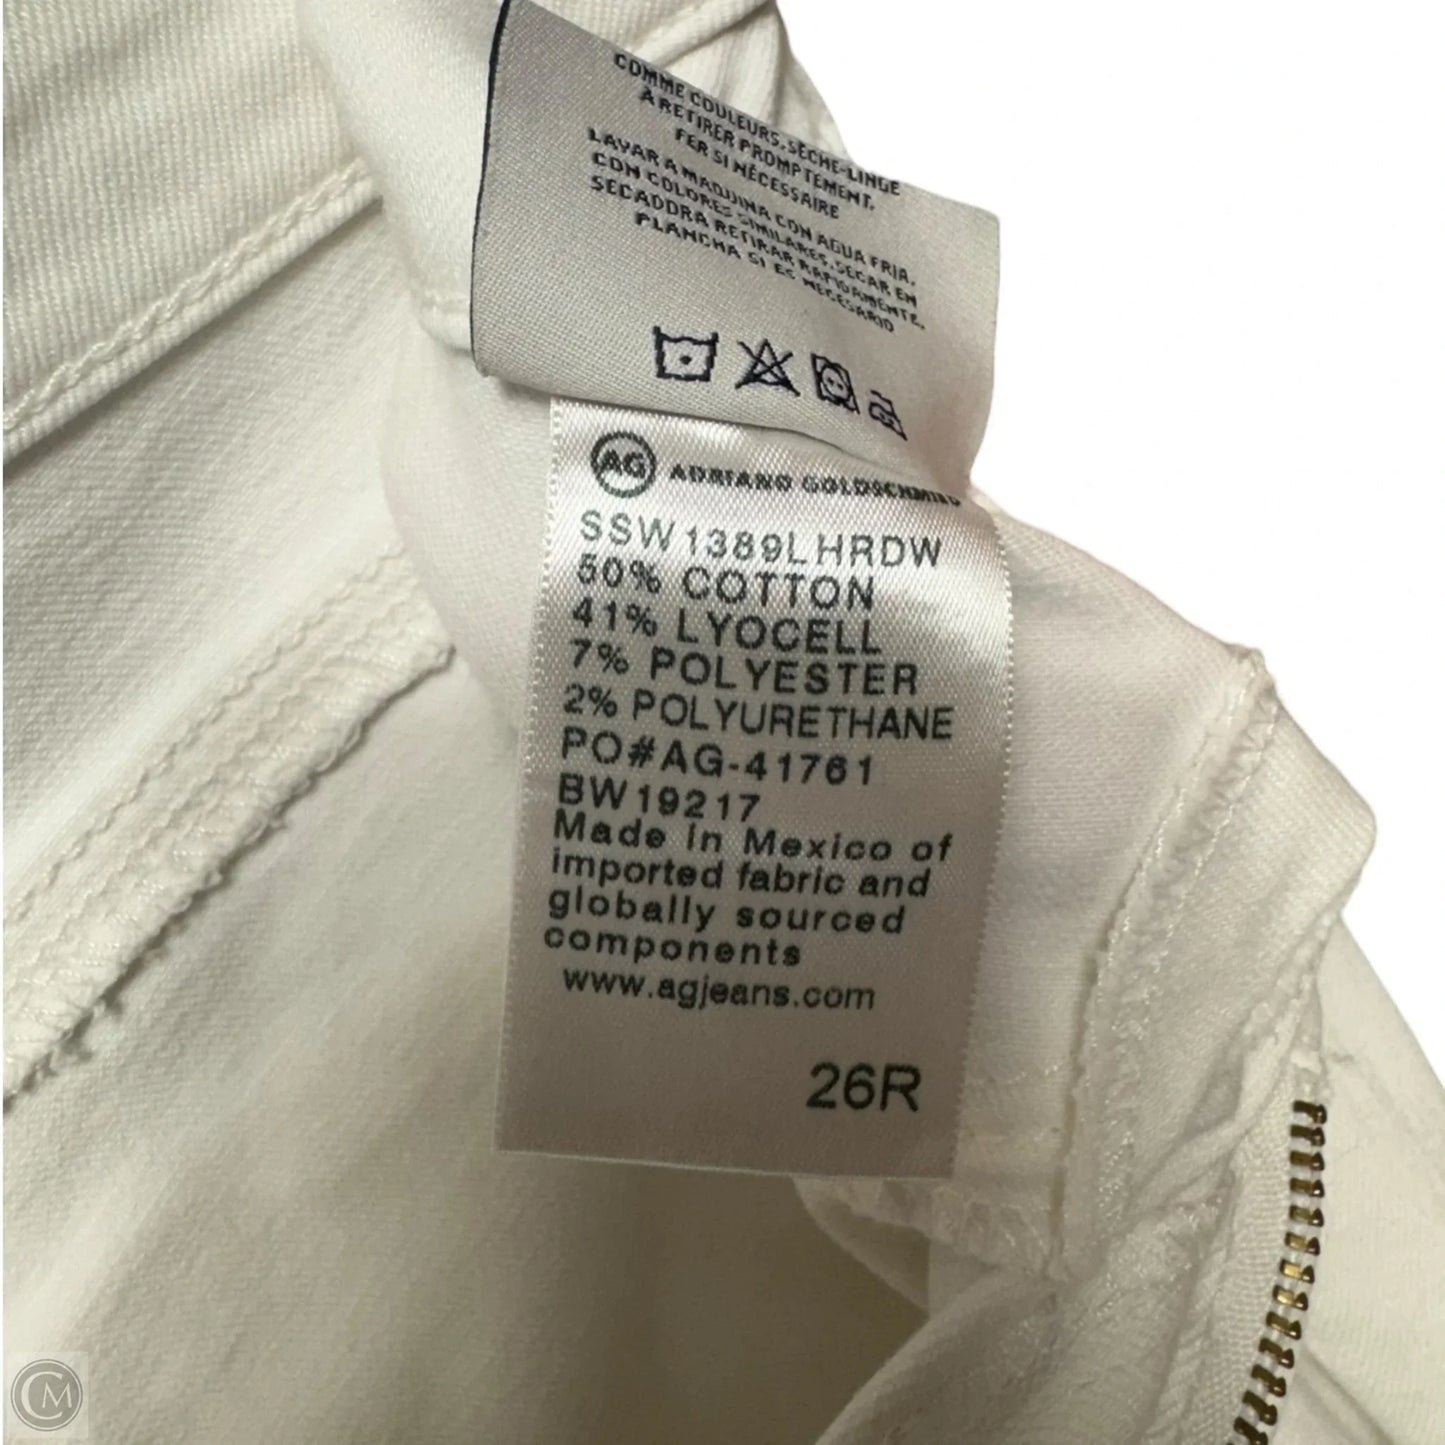 COMME COULEURS. SÈCHE-LINGE
À RETIRER PROMPTEMENT.
FER SI NÉCESSAIRE
LAVAR A MAQUINA CON AGUA FRIA.
CON COLORES SIMILARES. SECAR EN
SECADORA RETIRAR RAPIDAMENTE.
PLANCHA SI ES NECESARIO
AG ADRIANO GOLDSCHMIED
SSW1389LHRDW
50% COTTON
41% LYOCELL
7% POLYESTER
2% POLYURETHANE
PO#AG-41761
BW19217
Made in Mexico of
imported fabric and
globally sourced
components
www.agjeans.com
26R
CM